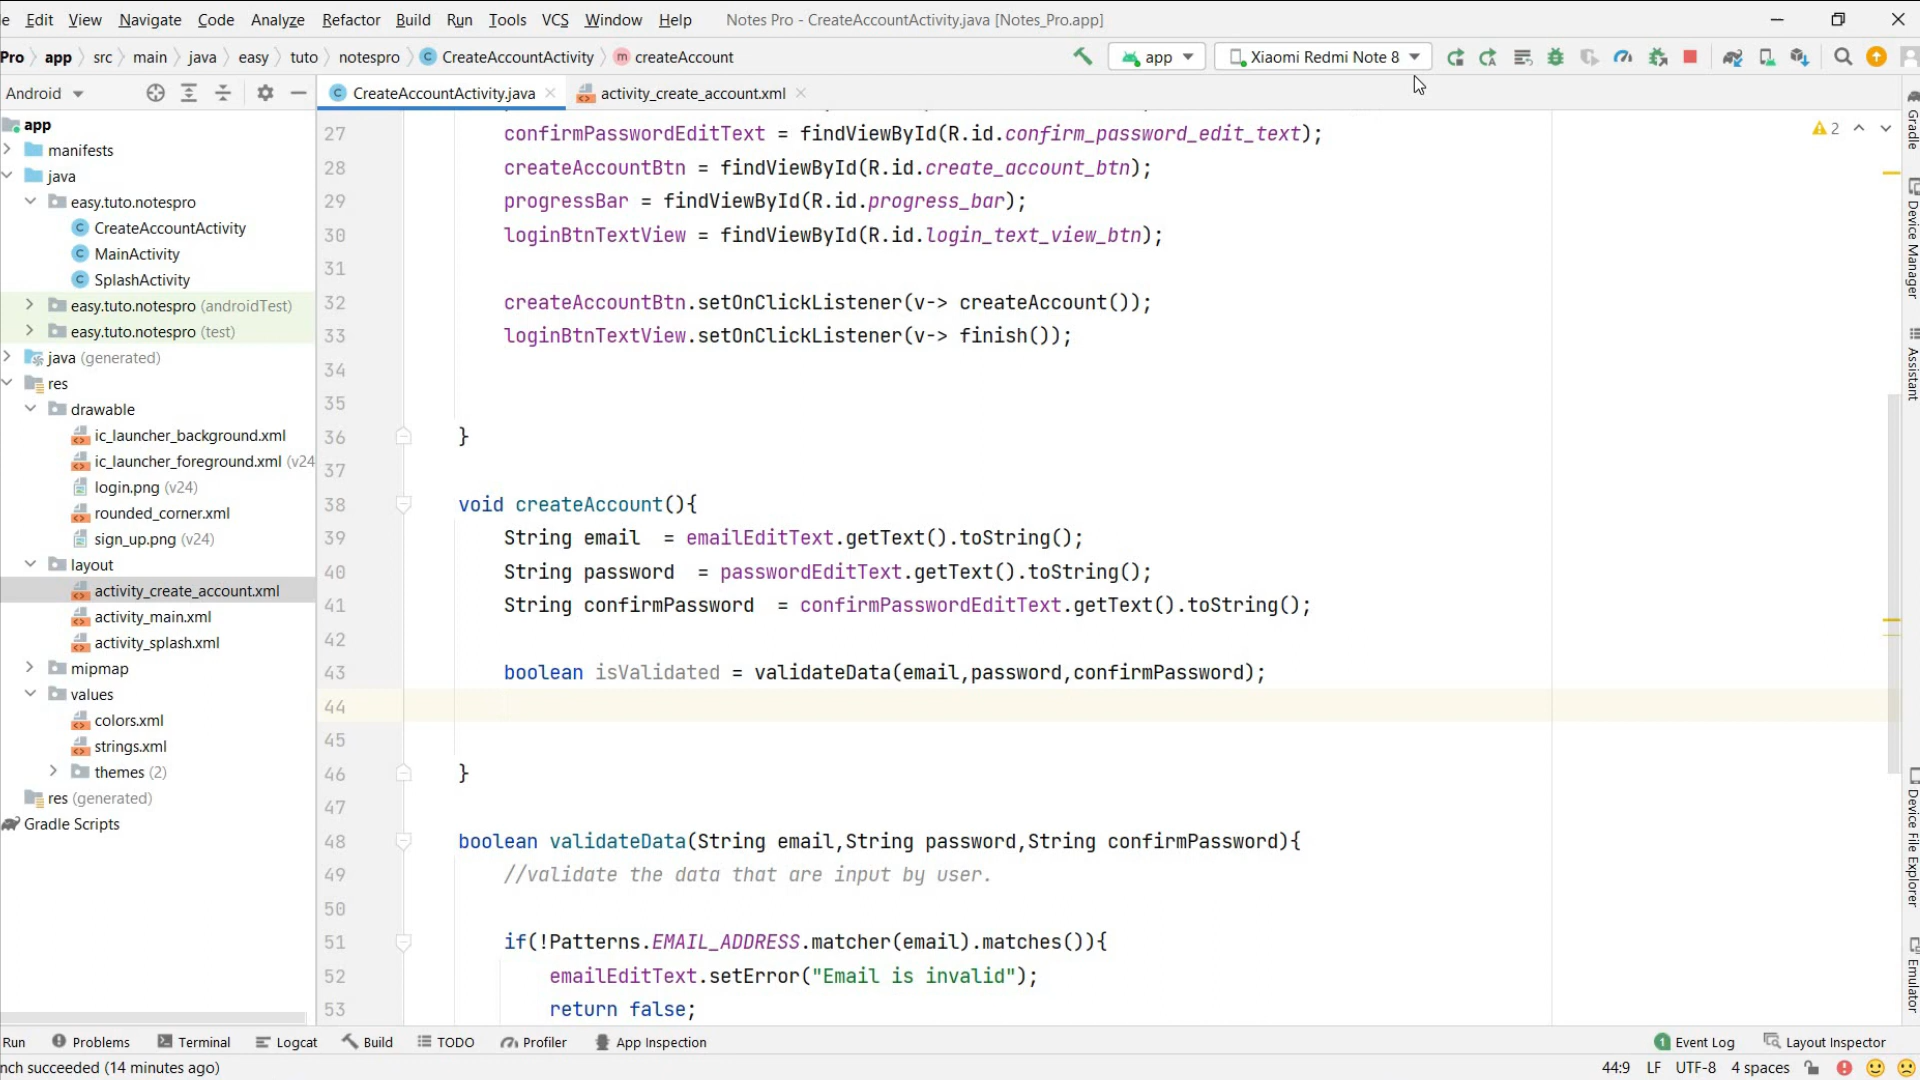 Edit View Navigate Code Analyze Refactor Build Run Tools VCS Window Help Notes Pro - CreateAccountActivity.java [Notes_Pro.app]
Pro app src main java easy tuto notespro CreateAccountActivity createAccount app Xiaomi Redmi Note 8
Android CreateAccountActivity.java activity_create_account.xml
app
manifests
java
easy.tuto.notespro
CreateAccountActivity
MainActivity
SplashActivity
easy.tuto.notespro (androidTest)
easy.tuto.notespro (test)
java (generated)
res
drawable
ic_launcher_background.xml
ic_launcher_foreground.xml (v24
login.png (v24)
rounded_corner.xml
sign_up.png (v24)
layout
activity_create_account.xml
activity_main.xml
activity_splash.xml
mipmap
values
colors.xml
strings.xml
themes (2)
res (generated)
Gradle Scripts
2
27 confirmPasswordEditText = findViewById(R.id.confirm_password_edit_text);
28 createAccountBtn = findViewById(R.id.create_account_btn);
29 progressBar = findViewById(R.id.progress_bar);
30 loginBtnTextView = findViewById(R.id.login_text_view_btn);
31
32 createAccountBtn.setOnClickListener(v-> createAccount());
33 loginBtnTextView.setOnClickListener(v-> finish());
34
35
36 }
37
38 void createAccount(){
39 String email  = emailEditText.getText().toString();
40 String password  = passwordEditText.getText().toString();
41 String confirmPassword  = confirmPasswordEditText.getText().toString();
42
43 boolean isValidated = validateData(email,password,confirmPassword);
44
45
46 }
47
48 boolean validateData(String email,String password,String confirmPassword){
49 //validate the data that are input by user.
50
51 if(!Patterns.EMAIL_ADDRESS.matcher(email).matches()){
52 emailEditText.setError("Email is invalid");
53 return false;
Gradle
Device Manager
Assistant
Device File Explorer
Emulator
Run Problems Terminal Logcat Build TODO Profiler App Inspection 1 Event Log Layout Inspector
nch succeeded (14 minutes ago) 44:9 LF UTF-8 4 spaces